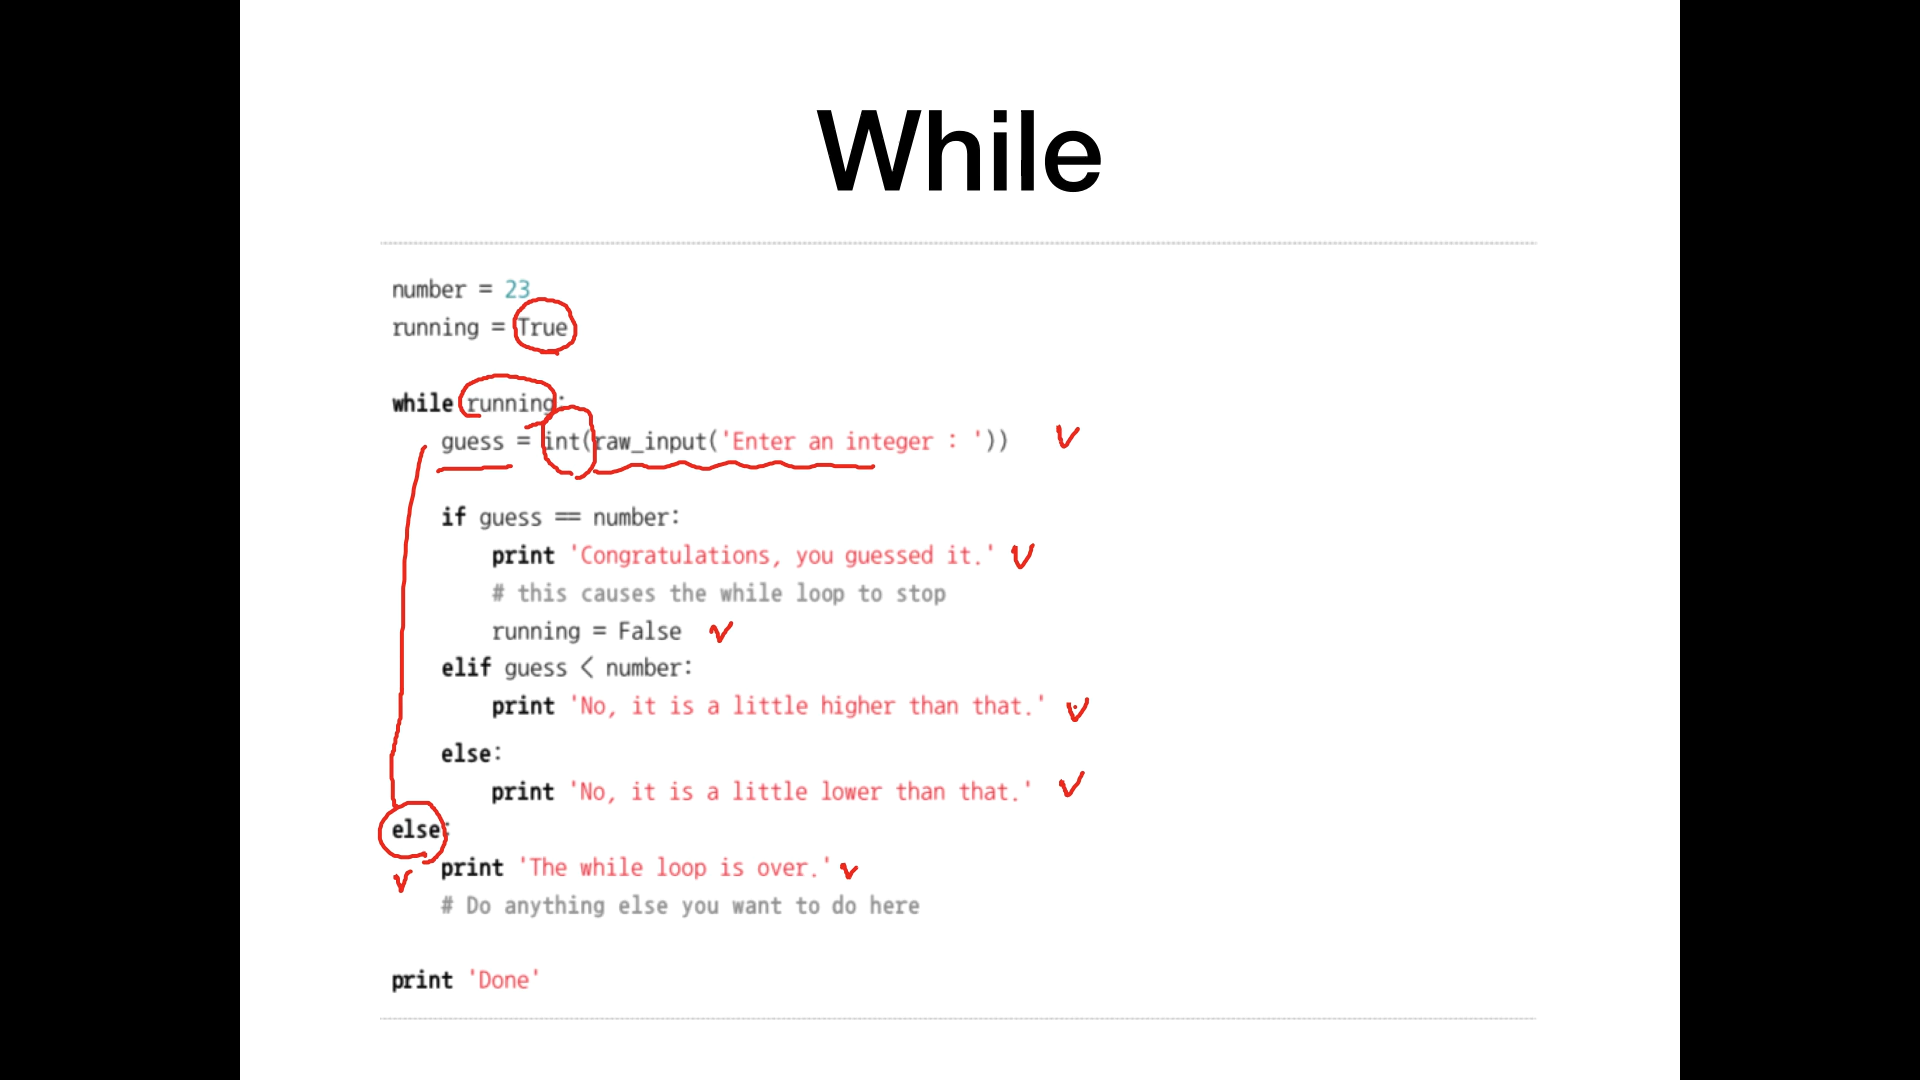 While
number = 23
running = True
while running:
guess = int(raw_input('Enter an integer : '))
if guess == number:
print 'Congratulations, you guessed it.'
# this causes the while loop to stop
running = False
elif guess < number:
print 'No, it is a little higher than that.'
else:
print 'No, it is a little lower than that.'
else:
print 'The while loop is over.'
# Do anything else you want to do here
print 'Done'